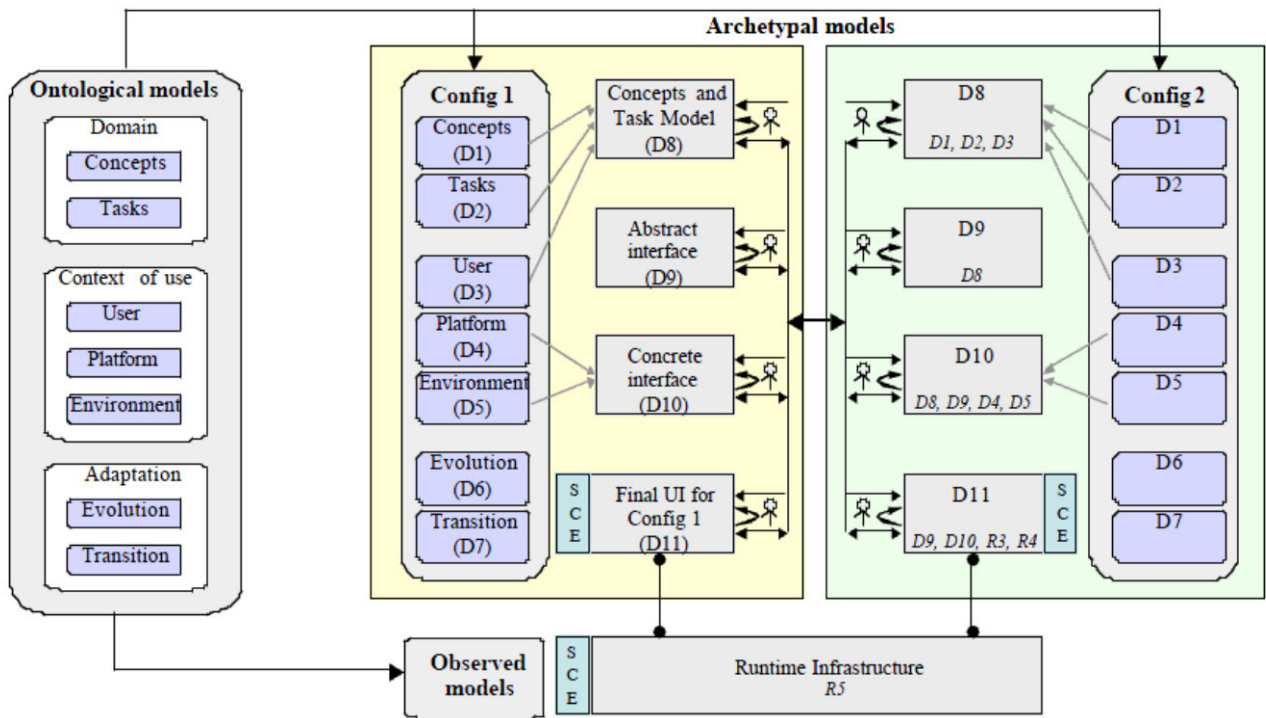 Archetypal models
Ontological models
Domain
Concepts
Tasks
Context of use
User
Platform
Environment
Adaptation
Evolution
Transition
Config 1
Concepts
(D1)
Tasks
(D2)
User
(D3)
Platform
(D4)
Environment
(D5)
Evolution
(D6)
Transition
(D7)
Concepts and
Task Model
(D8)
Abstract
interface
(D9)
Concrete
interface
(D10)
S
C
E
Final UI for
Config 1
(D11)
D8
D1, D2, D3
D9
D8
D10
D8, D9, D4, D5
D11
D9, D10, R3, R4
S
C
E
Config 2
D1
D2
D3
D4
D5
D6
D7
Observed
models
S
C
E
Runtime Infrastructure
R5